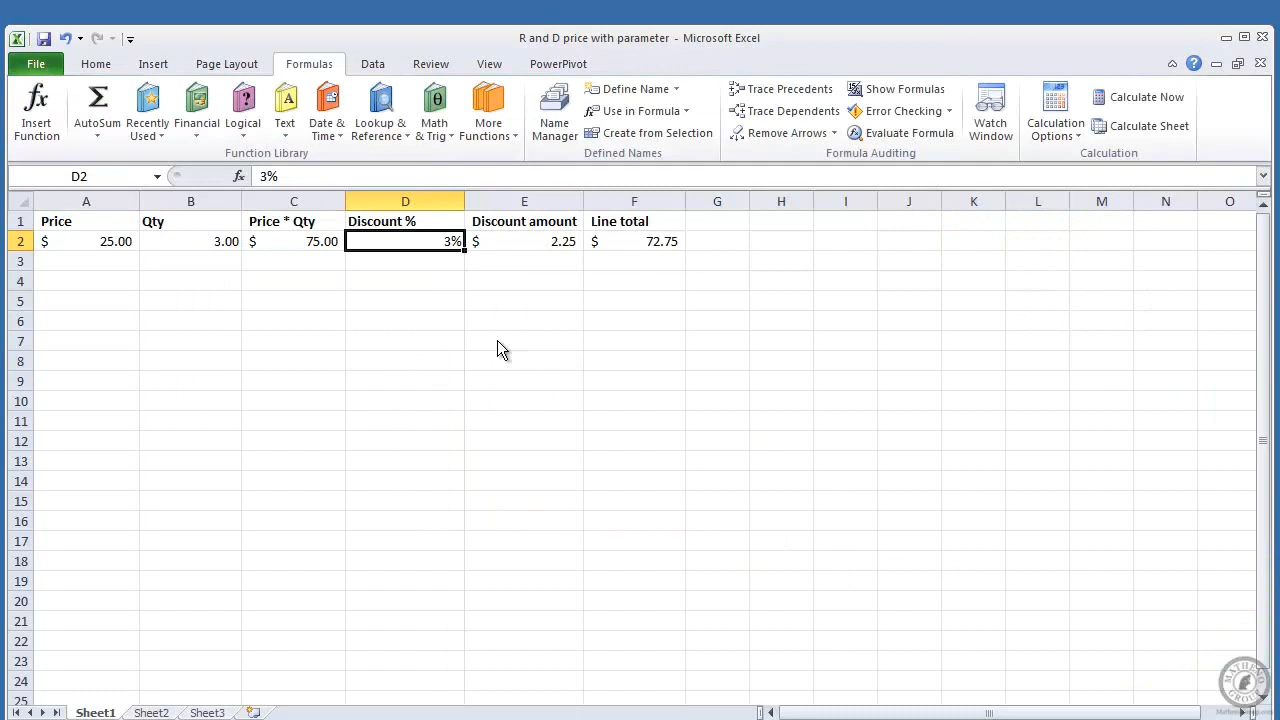 R and D price with parameter - Microsoft Excel
File Home Insert Page Layout Formulas Data Review View PowerPivot
fx Insert Function
Σ AutoSum
Recently Used
Financial
Logical
A Text
Date & Time
Lookup & Reference
θ Math & Trig
More Functions
Function Library
Name Manager
Define Name
Use in Formula
Create from Selection
Defined Names
Trace Precedents
Trace Dependents
Remove Arrows
Show Formulas
Error Checking
Evaluate Formula
Formula Auditing
Watch Window
Calculation Options
Calculate Now
Calculate Sheet
Calculation
D2 fx 3%
A B C D E F G H I J K L M N O
1 Price Qty Price * Qty Discount % Discount amount Line total
2 $ 25.00 3.00 $ 75.00 3% $ 2.25 $ 72.75
3
4
5
6
7
8
9
10
11
12
13
14
15
16
17
18
19
20
21
22
23
24
25
Sheet1 Sheet2 Sheet3